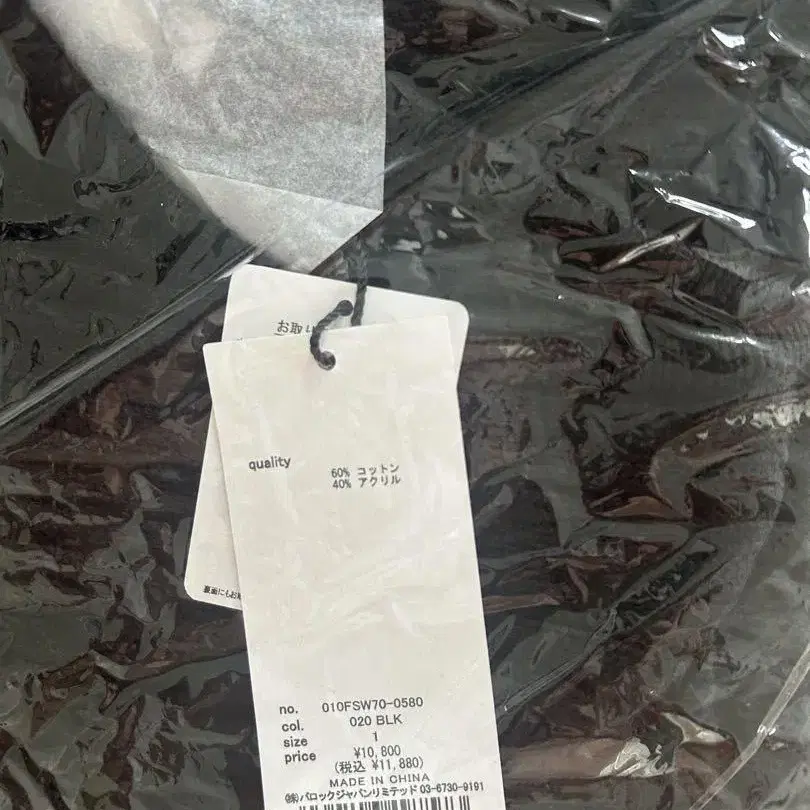 お取り
quality
60% コットン
40% アクリル
裏面にもお
no. 010FSW70-0580
col. 020 BLK
size 1
price ¥10,800
(税込 ¥11,880)
MADE IN CHINA
㈱バロックジャパンリミテッド 03-6730-9191